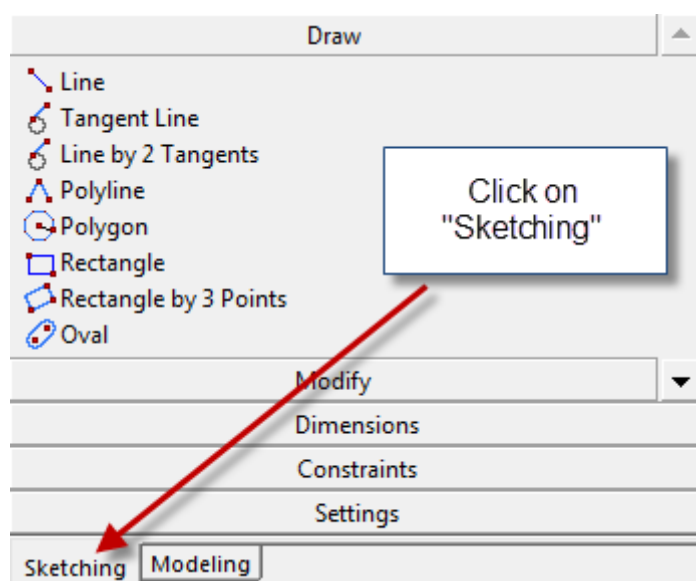 Draw
Line
Tangent Line
Line by 2 Tangents
Polyline
Polygon
Rectangle
Rectangle by 3 Points
Oval
Click on
"Sketching"
Modify
Dimensions
Constraints
Settings
Sketching Modeling